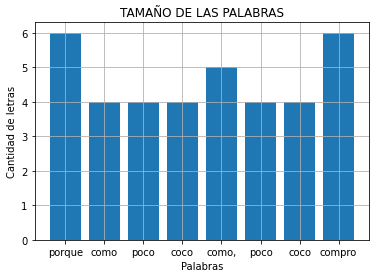 TAMAÑO DE LAS PALABRAS
Cantidad de letras
6
5
4
3
2
1
0
porque como poco coco como, poco coco compro
Palabras